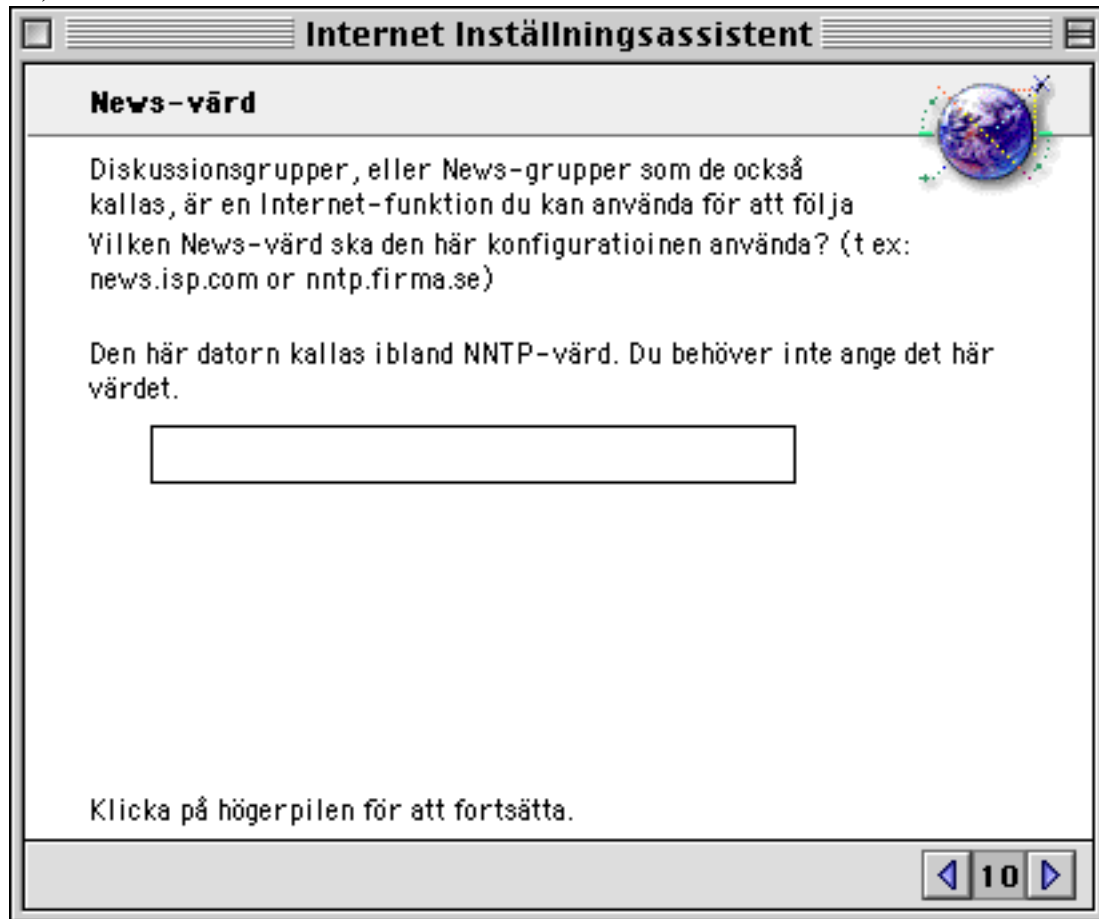 Internet Inställningsassistent
News-värd
Diskussionsgrupper, eller News-grupper som de också
kallas, är en Internet-funktion du kan använda för att följa
Vilken News-värd ska den här konfiguratioinen använda? (t ex:
news.isp.com or nntp.firma.se)
Den här datorn kallas ibland NNTP-värd. Du behöver inte ange det här
värdet.
Klicka på högerpilen för att fortsätta.
10